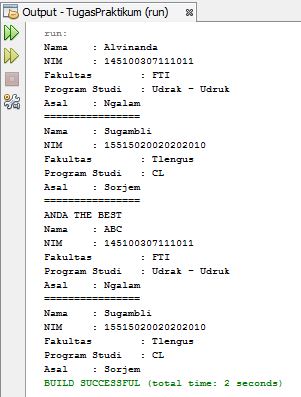 Output - TugasPraktikum (run)
run:
Nama : Alvinanda
NIM : 145100307111011
Fakultas : FTI
Program Studi : Udrak - Udruk
Asal : Ngalam
================
Nama : Sugambli
NIM : 15515020020202010
Fakultas : Tlengus
Program Studi : CL
Asal : Sorjem
================
ANDA THE BEST
Nama : ABC
NIM : 145100307111011
Fakultas : FTI
Program Studi : Udrak - Udruk
Asal : Ngalam
================
Nama : Sugambli
NIM : 15515020020202010
Fakultas : Tlengus
Program Studi : CL
Asal : Sorjem
BUILD SUCCESSFUL (total time: 2 seconds)